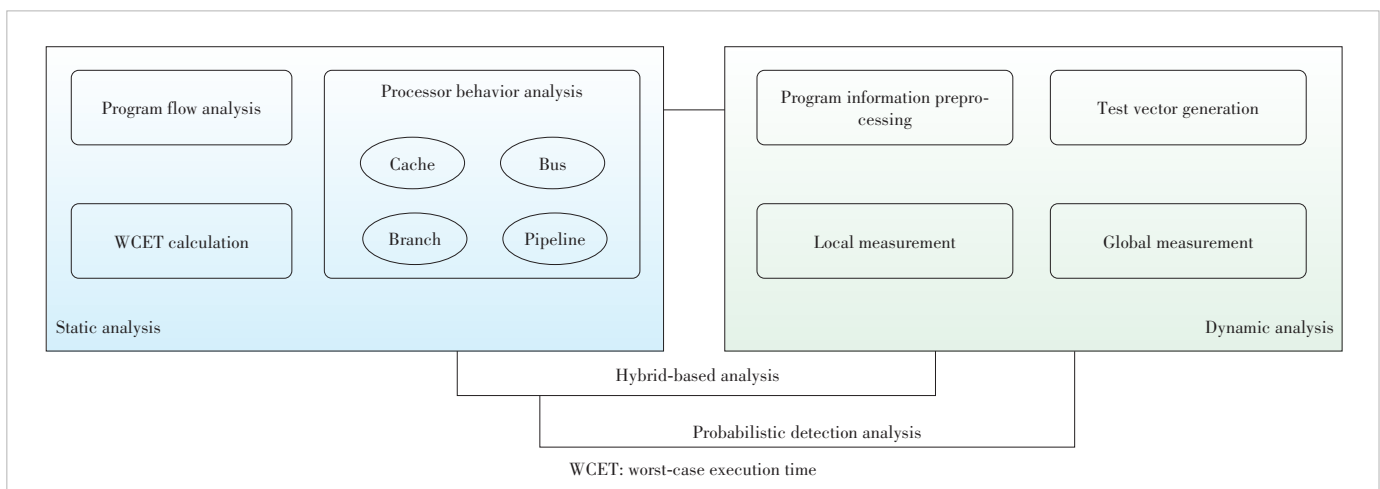 Program flow analysis
Processor behavior analysis
Cache
Bus
WCET calculation
Branch
Pipeline
Static analysis
Program information prepro-
cessing
Test vector generation
Local measurement
Global measurement
Dynamic analysis
Hybrid-based analysis
Probabilistic detection analysis
WCET: worst-case execution time